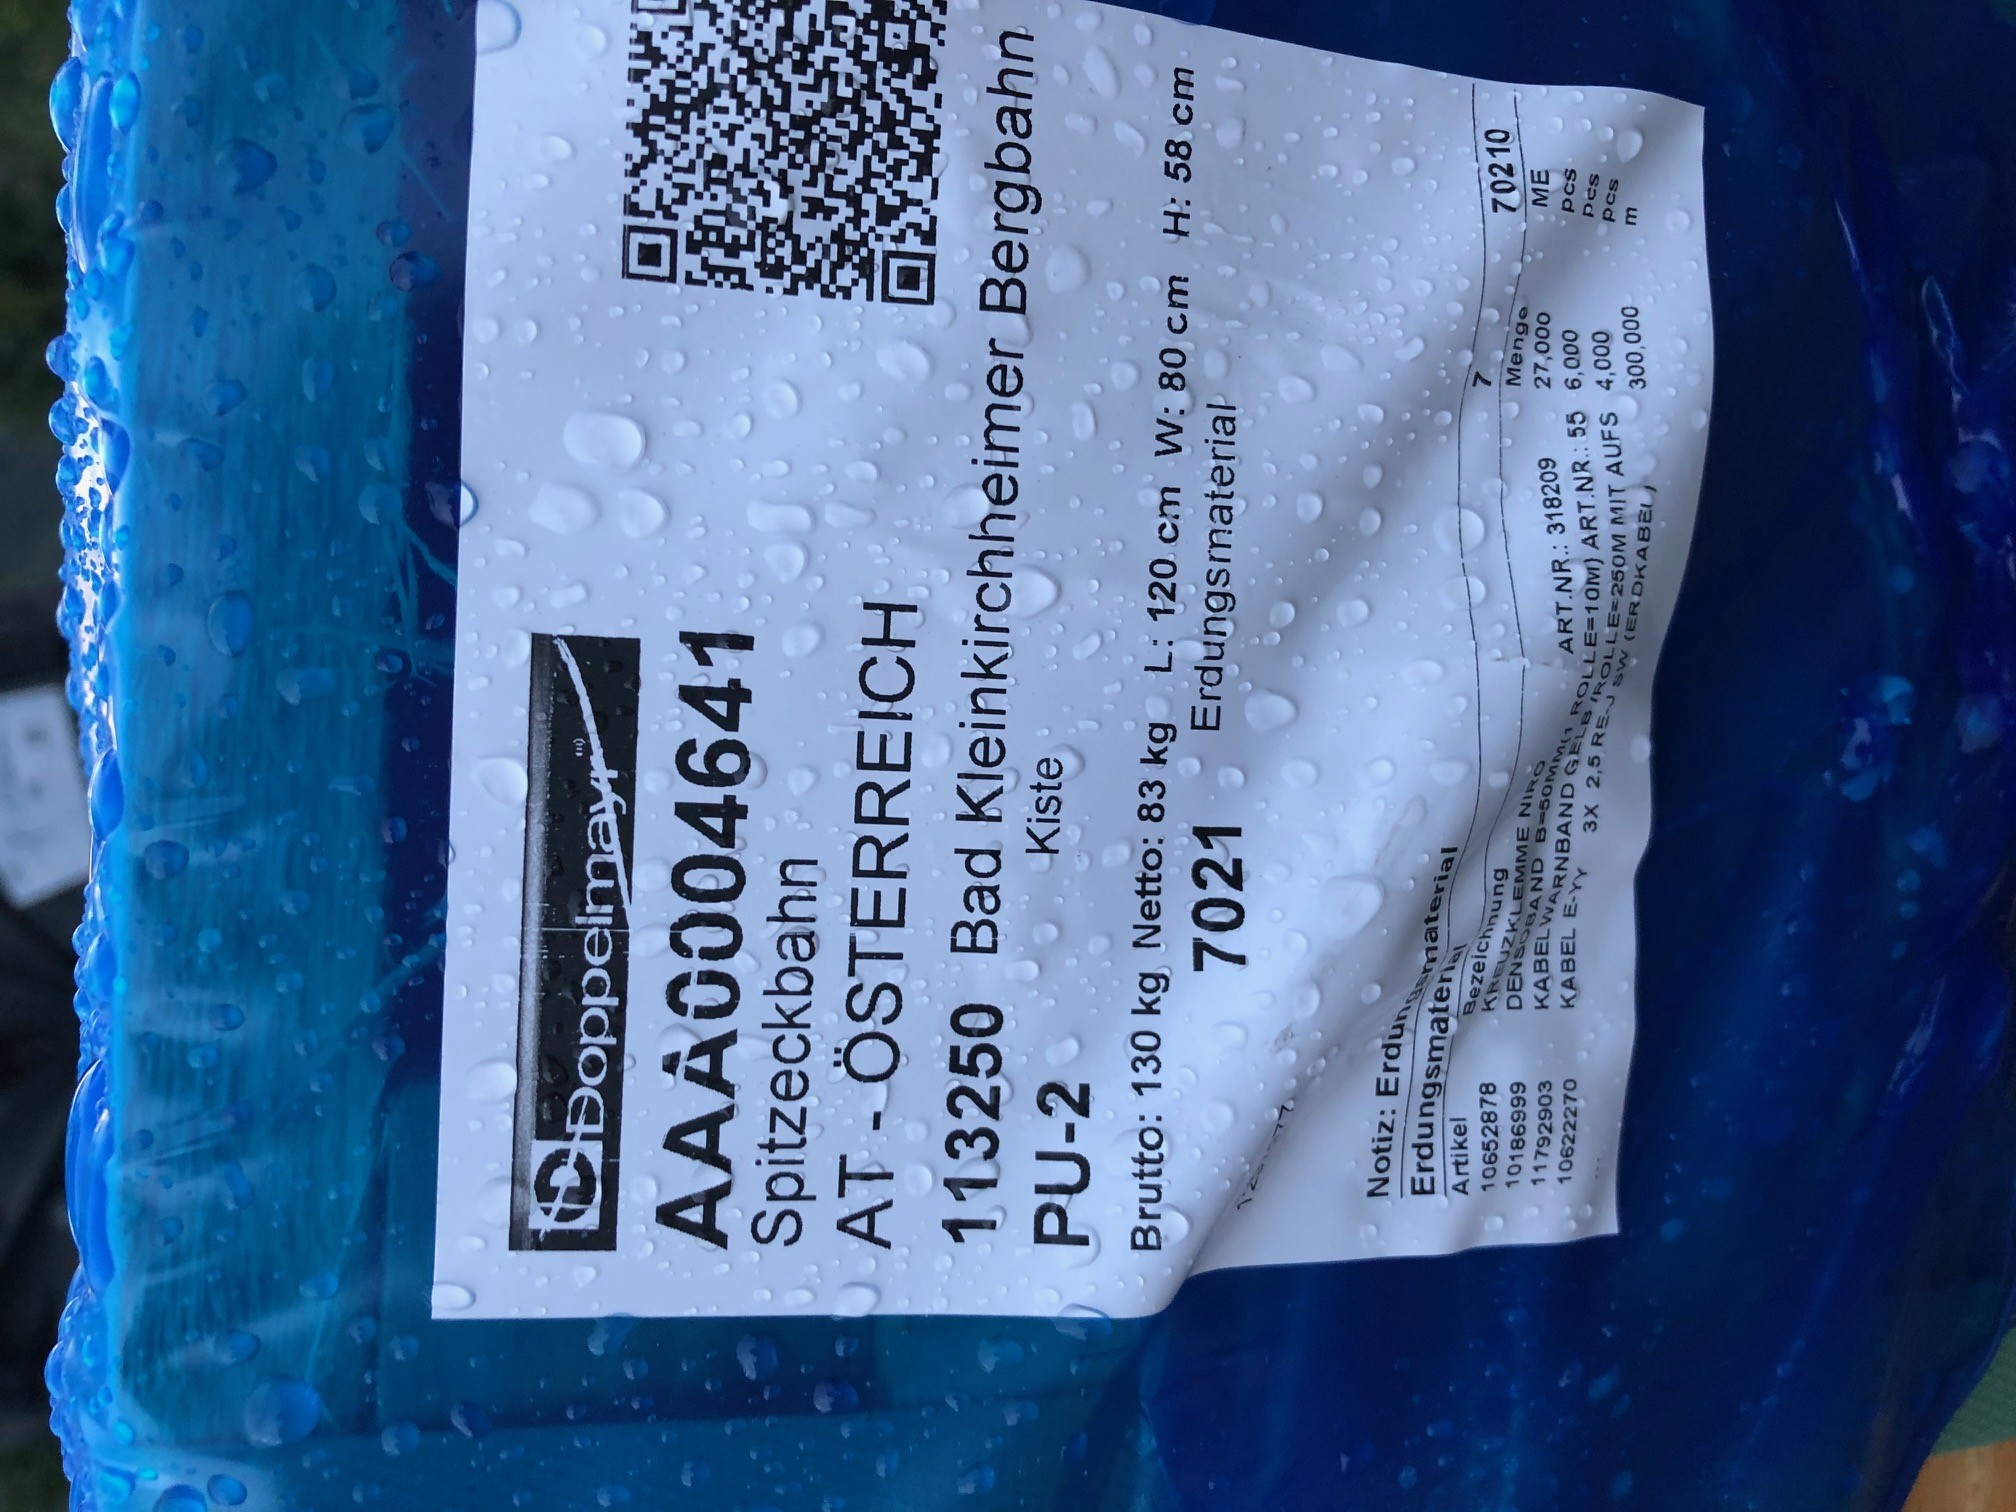 Doppelmayr
AAA0004641
Spitzeckbahn
AT - ÖSTERREICH
113250 Bad Kleinkirchheimer Bergbahn
PU-2 Kiste
Brutto: 130 kg Netto: 83 kg L: 120 cm W: 80 cm H: 58 cm
7021 Erdungsmaterial
Notiz: Erdungsmaterial
Erdungsmaterial 7 70210
Artikel Bezeichnung Menge ME
10652878 KREUZKLEMME NIRO ART.NR.: 318209 27,000 pcs
10186999 DENSOBAND B=50MM(1 ROLLE=10M) ART.NR.: 55 6,000 pcs
11792903 KABELWARNBAND GELB /ROLLE=250M MIT AUFS 4,000 pcs
10622270 KABEL E-YY 3X 2,5 RE-J SW (ERDKABEL) 300,000 m